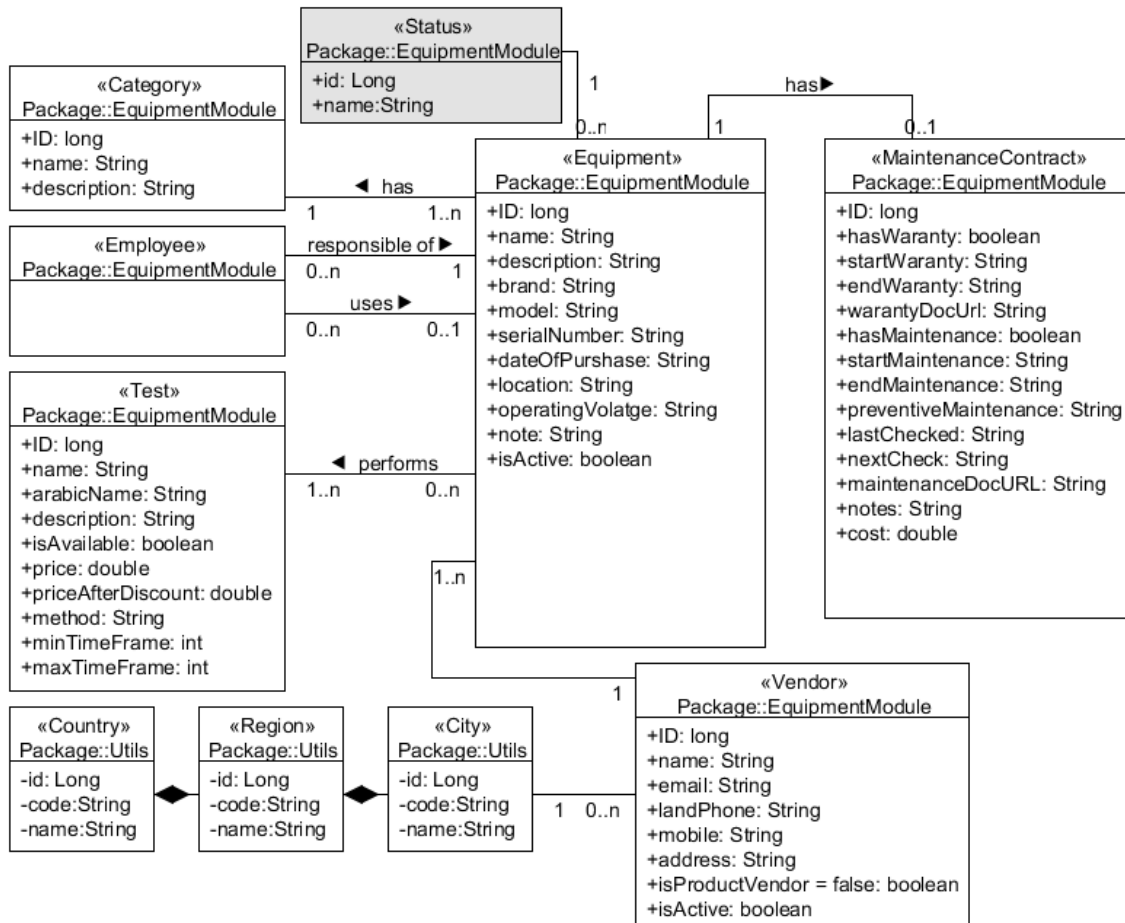 «Status»
Package::EquipmentModule
+id: Long
+name:String
1
0..n
«Category»
Package::EquipmentModule
+ID: long
+name: String
+description: String
◄ has
1
1..n
«Employee»
Package::EquipmentModule
responsible of ►
0..n
1
uses ►
0..n
0..1
«Test»
Package::EquipmentModule
+ID: long
+name: String
+arabicName: String
+description: String
+isAvailable: boolean
+price: double
+priceAfterDiscount: double
+method: String
+minTimeFrame: int
+maxTimeFrame: int
◄ performs
1..n
0..n
«Equipment»
Package::EquipmentModule
+ID: long
+name: String
+description: String
+brand: String
+model: String
+serialNumber: String
+dateOfPurshase: String
+location: String
+operatingVolatge: String
+note: String
+isActive: boolean
has►
1
0..1
«MaintenanceContract»
Package::EquipmentModule
+ID: long
+hasWaranty: boolean
+startWaranty: String
+endWaranty: String
+warantyDocUrl: String
+hasMaintenance: boolean
+startMaintenance: String
+endMaintenance: String
+preventiveMaintenance: String
+lastChecked: String
+nextCheck: String
+maintenanceDocURL: String
+notes: String
+cost: double
1..n
1
«Country»
Package::Utils
-id: Long
-code:String
-name:String
«Region»
Package::Utils
-id: Long
-code:String
-name:String
«City»
Package::Utils
-id: Long
-code:String
-name:String
1
0..n
«Vendor»
Package::EquipmentModule
+ID: long
+name: String
+email: String
+landPhone: String
+mobile: String
+address: String
+isProductVendor = false: boolean
+isActive: boolean